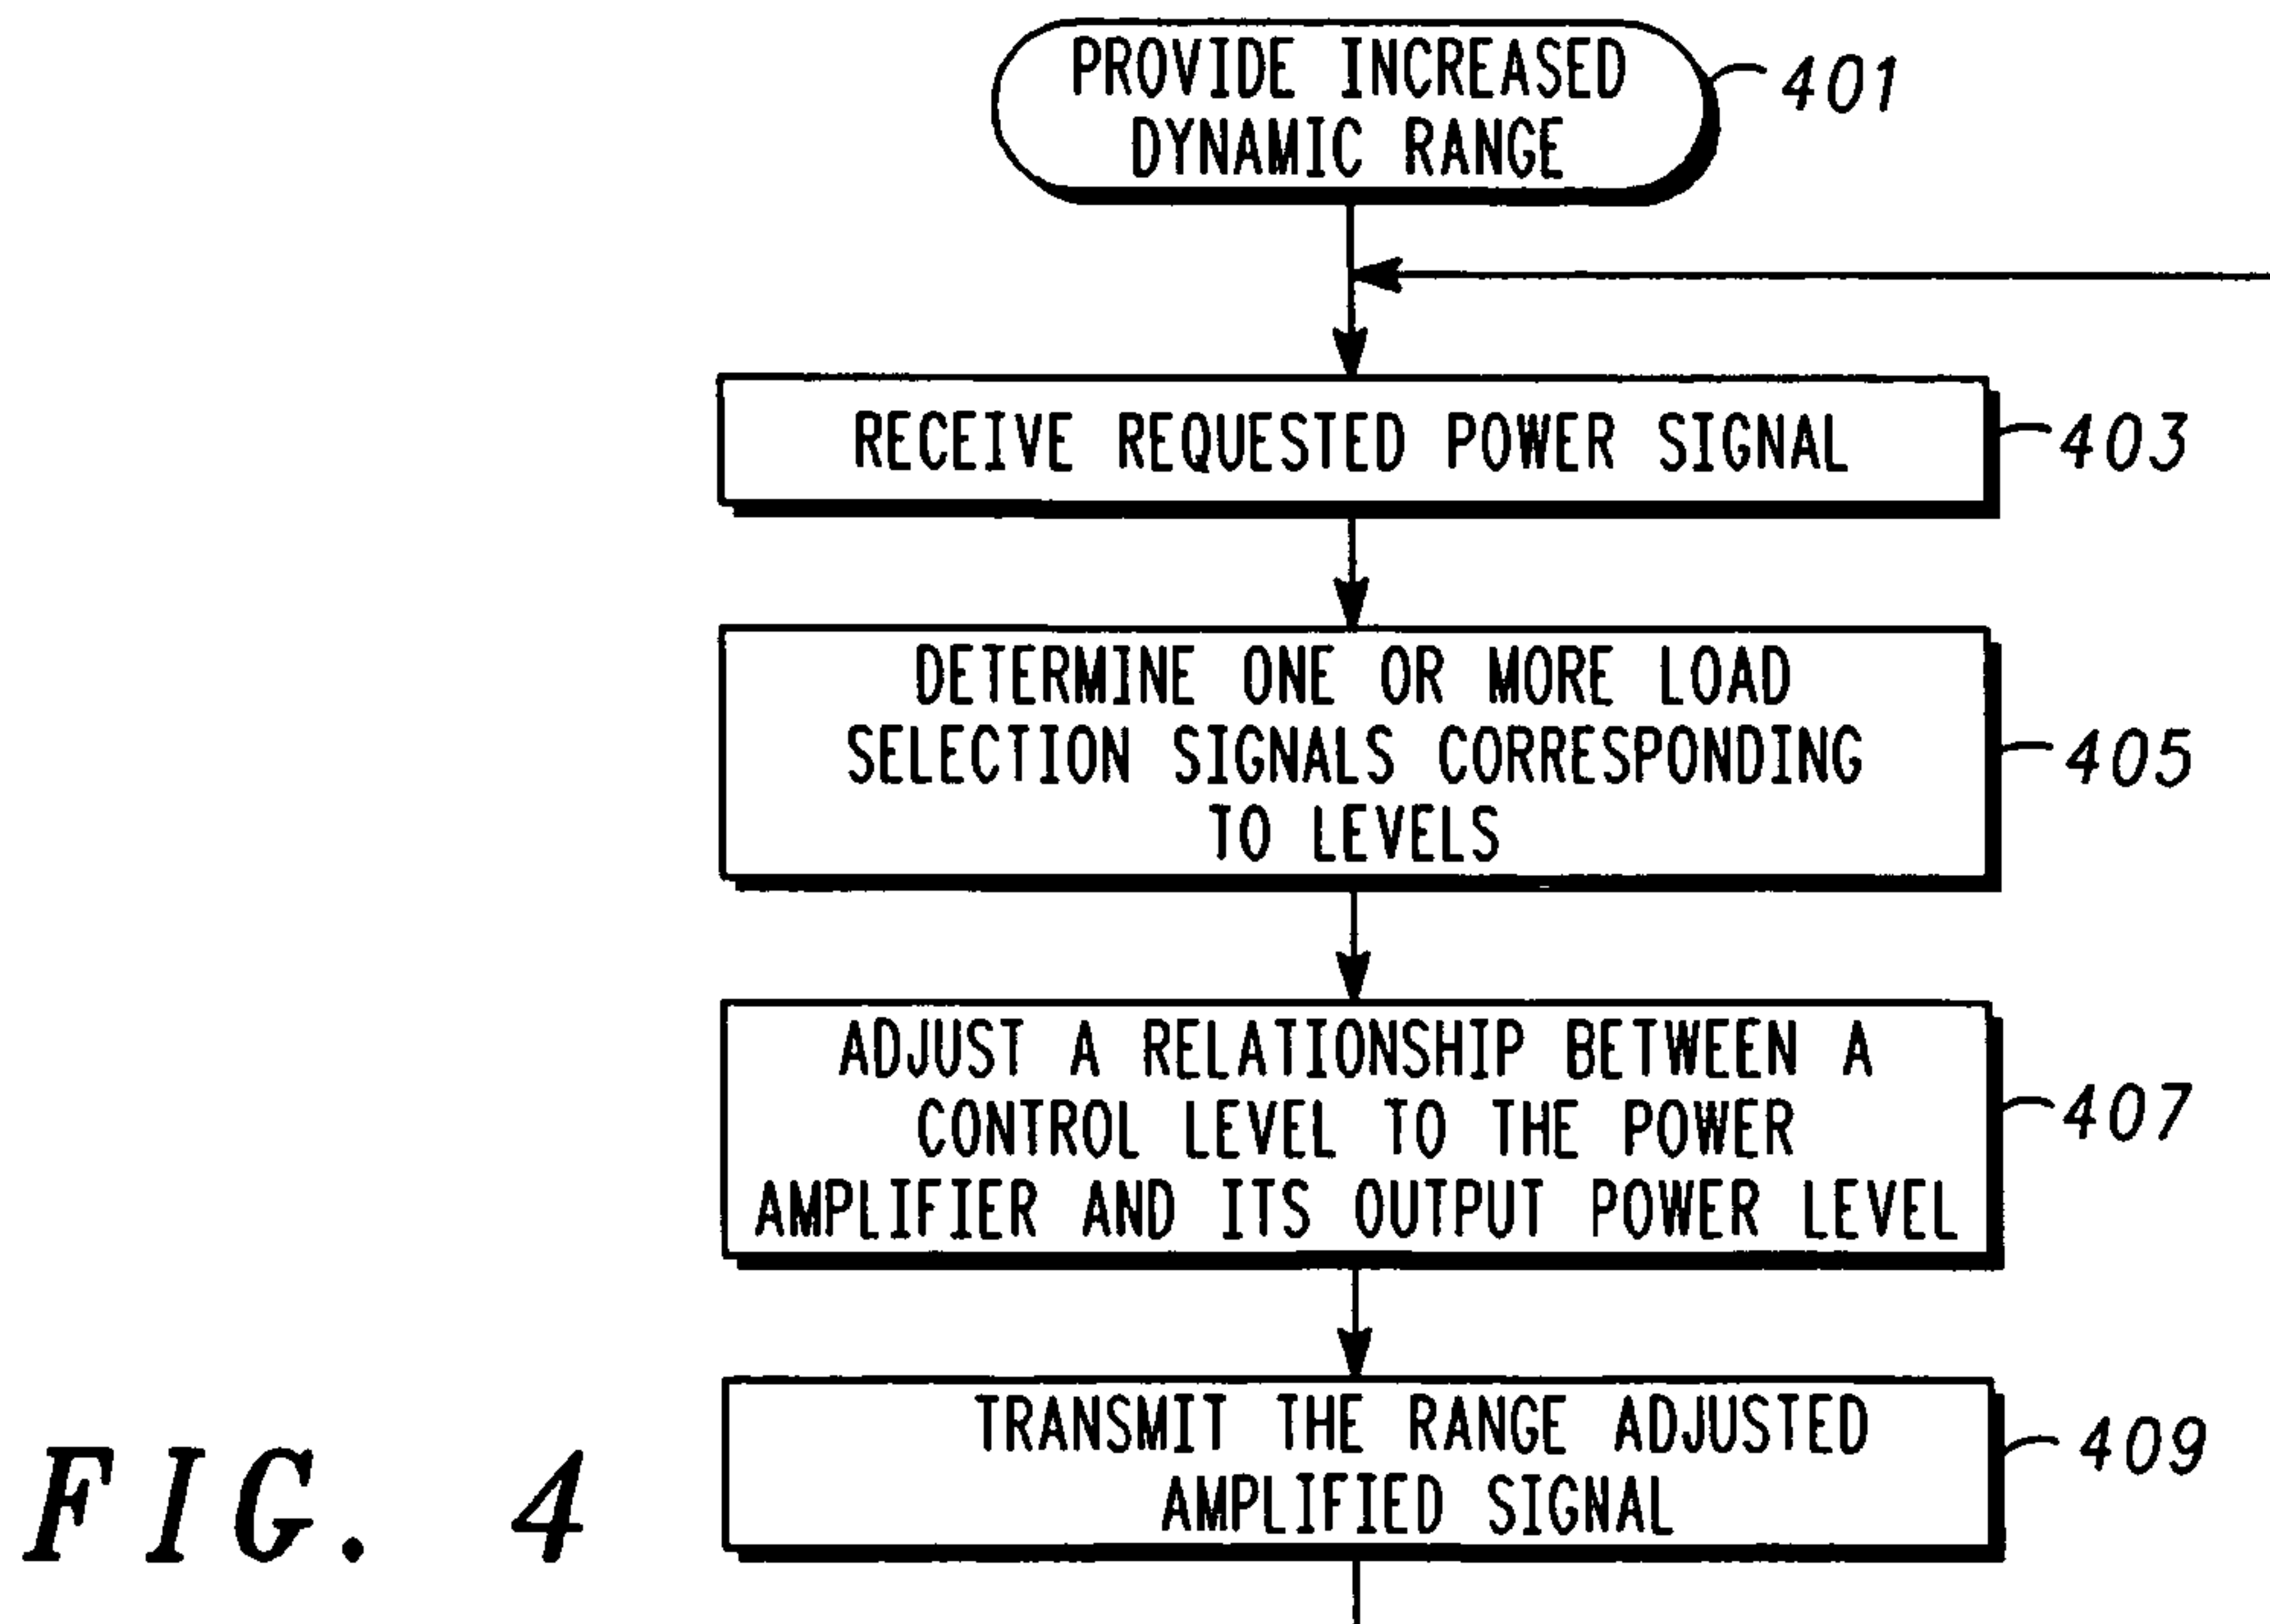 PROVIDE INCREASED
DYNAMIC RANGE
401
RECEIVE REQUESTED POWER SIGNAL
403
DETERMINE ONE OR MORE LOAD
SELECTION SIGNALS CORRESPONDING
TO LEVELS
405
ADJUST A RELATIONSHIP BETWEEN A
CONTROL LEVEL TO THE POWER
AMPLIFIER AND ITS OUTPUT POWER LEVEL
407
TRANSMIT THE RANGE ADJUSTED
AMPLIFIED SIGNAL
409
FIG. 4